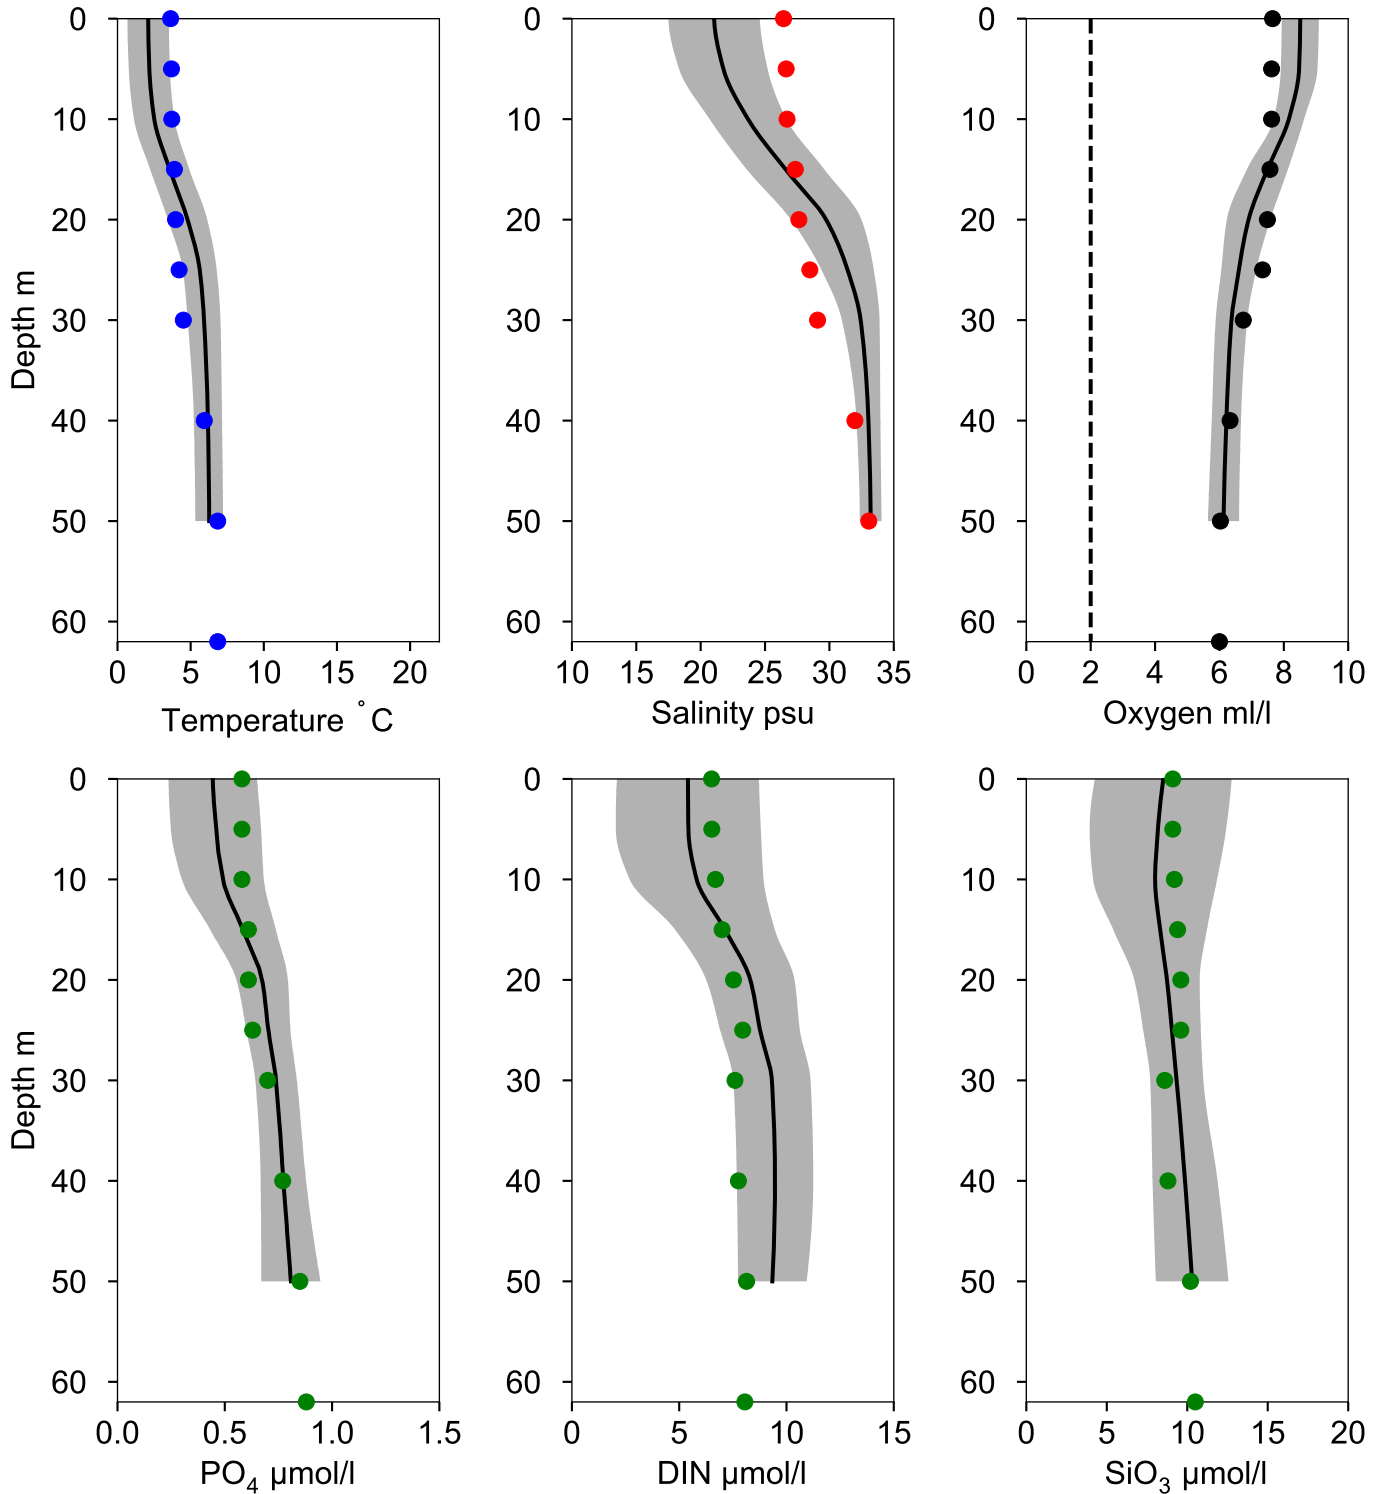 0 0 0
10 10 10
20 20 20
Depth m
30 30 30
40 40 40
50 50 50
60 60 60
0 5 10 15 20 10 15 20 25 30 35 0 2 4 6 8 10
Temperature °C Salinity psu Oxygen ml/l
0 0 0
10 10 10
20 20 20
Depth m
30 30 30
40 40 40
50 50 50
60 60 60
0.0 0.5 1.0 1.5 0 5 10 15 0 5 10 15 20
PO₄ µmol/l DIN µmol/l SiO₃ µmol/l